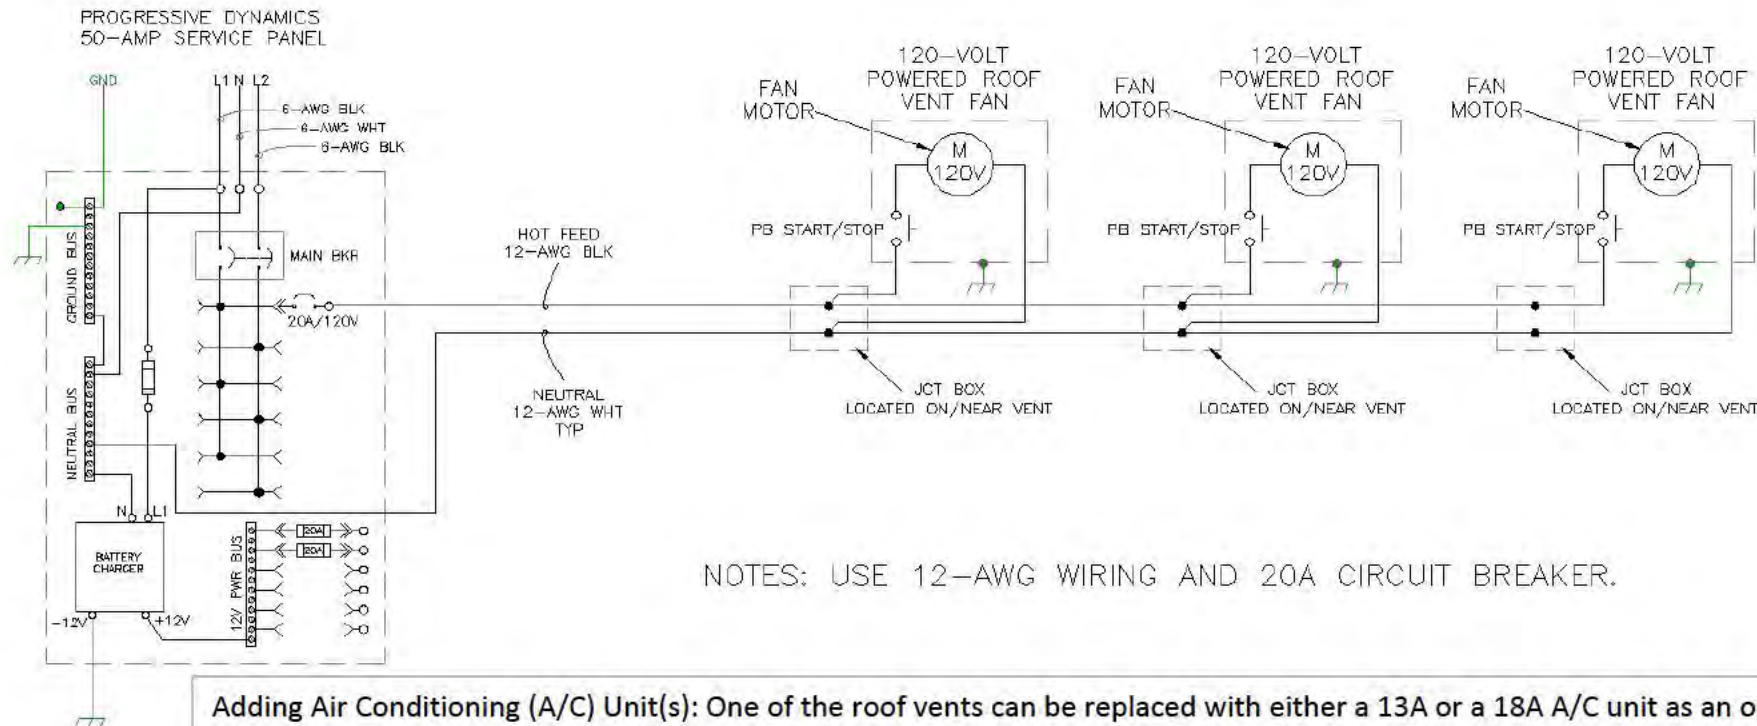 PROGRESSIVE DYNAMICS
50-AMP SERVICE PANEL
GND
L1 N L2
6-AWG BLK
6-AWG WHT
6-AWG BLK
GROUND BUS
MAIN BKR
20A/120V
NEUTRAL BUS
HOT FEED
12-AWG BLK
NEUTRAL
12-AWG WHT
TYP
N L1
BATTERY
CHARGER
-12V
+12V
12V PWR BUS
20A
20A
120-VOLT
POWERED ROOF
VENT FAN
FAN
MOTOR
M
120V
PB START/STOP
JCT BOX
LOCATED ON/NEAR VENT
120-VOLT
POWERED ROOF
VENT FAN
FAN
MOTOR
M
120V
PB START/STOP
JCT BOX
LOCATED ON/NEAR VENT
120-VOLT
POWERED ROOF
VENT FAN
FAN
MOTOR
M
120V
PB START/STOP
JCT BOX
LOCATED ON/NEAR VENT
NOTES: USE 12-AWG WIRING AND 20A CIRCUIT BREAKER.
Adding Air Conditioning (A/C) Unit(s): One of the roof vents can be replaced with either a 13A or a 18A A/C unit as an o